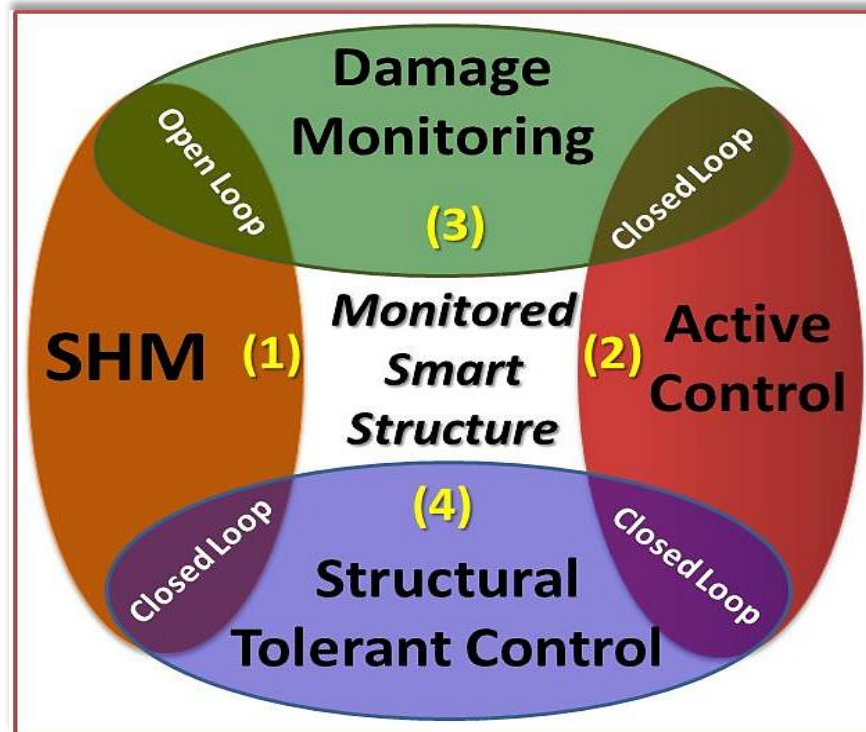 Damage
Monitoring
(3)
Open Loop
Closed Loop
SHM
(1)
Monitored
Smart
Structure
(2)
Active
Control
(4)
Structural
Tolerant Control
Closed Loop
Closed Loop